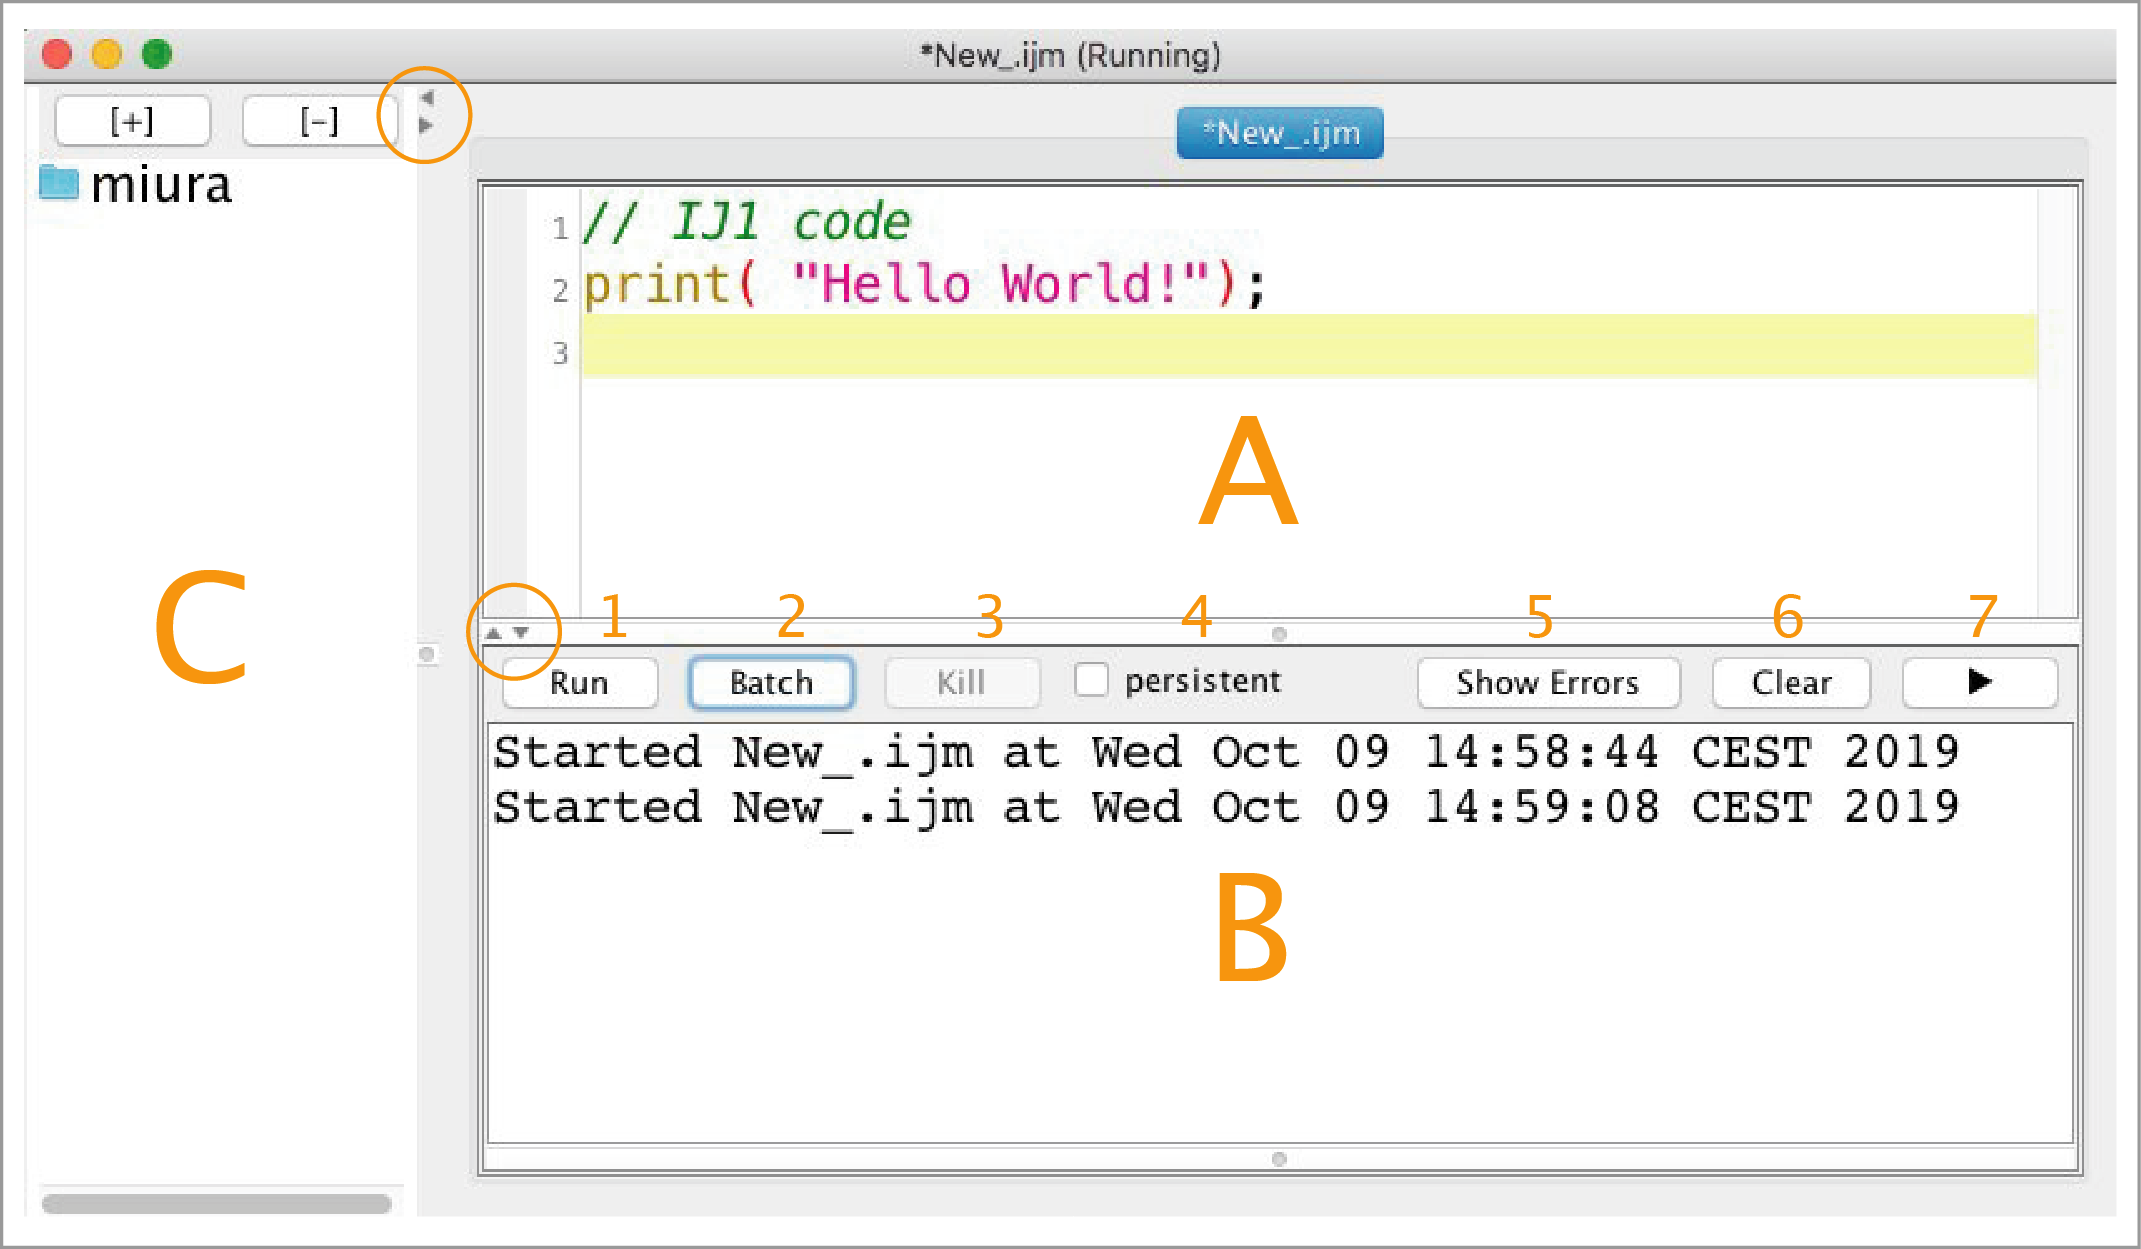 *New_.ijm (Running)
[+] [-]
*New_.ijm
miura
1 // IJ1 code
2 print( "Hello World!");
3
A
C
1 2 3 4 5 6 7
Run Batch Kill persistent Show Errors Clear
Started New_.ijm at Wed Oct 09 14:58:44 CEST 2019
Started New_.ijm at Wed Oct 09 14:59:08 CEST 2019
B